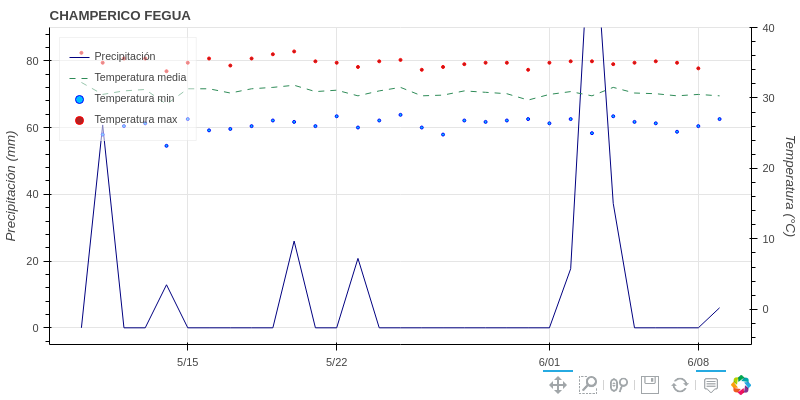 CHAMPERICO FEGUA
Precipitación
Temperatura media
Temperatura min
Temperatura max
Precipitación (mm)
80
60
40
20
0
Temperatura (°C)
40
30
20
10
0
5/15
5/22
6/01
6/08